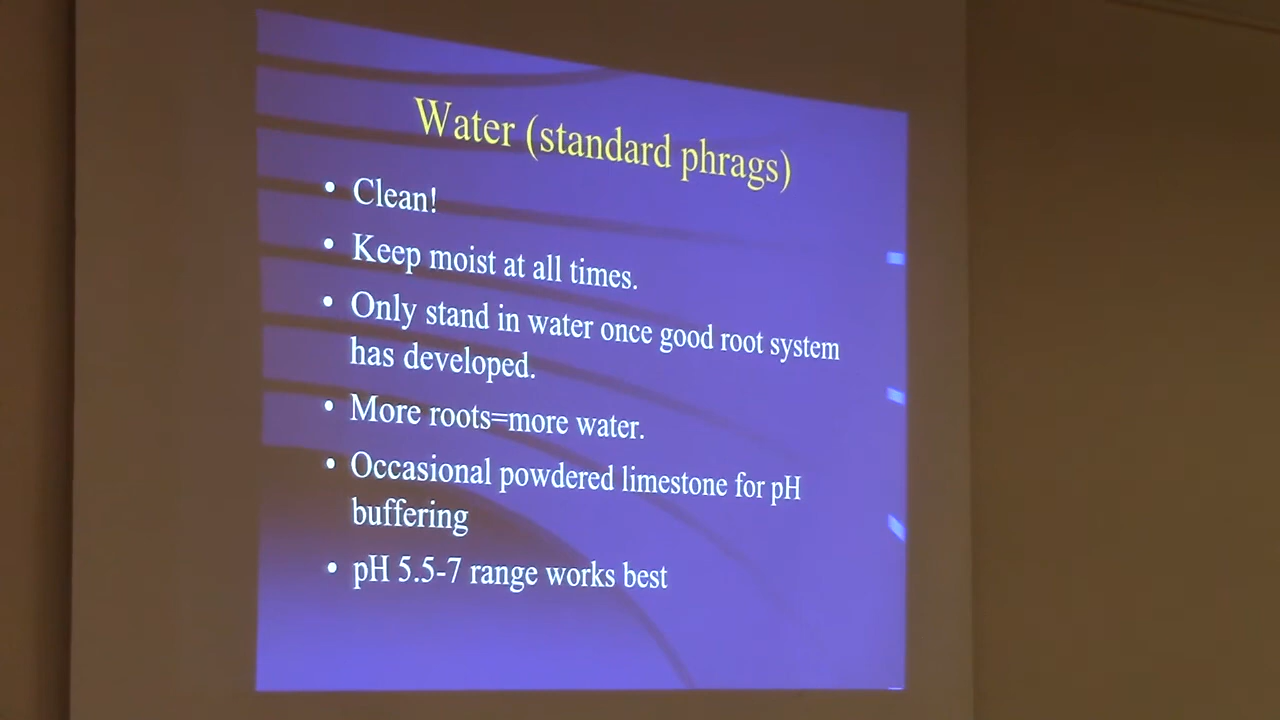 Water (standard phrags)
• Clean!
• Keep moist at all times.
• Only stand in water once good root system
has developed.
• More roots=more water.
• Occasional powdered limestone for pH
buffering
• pH 5.5-7 range works best